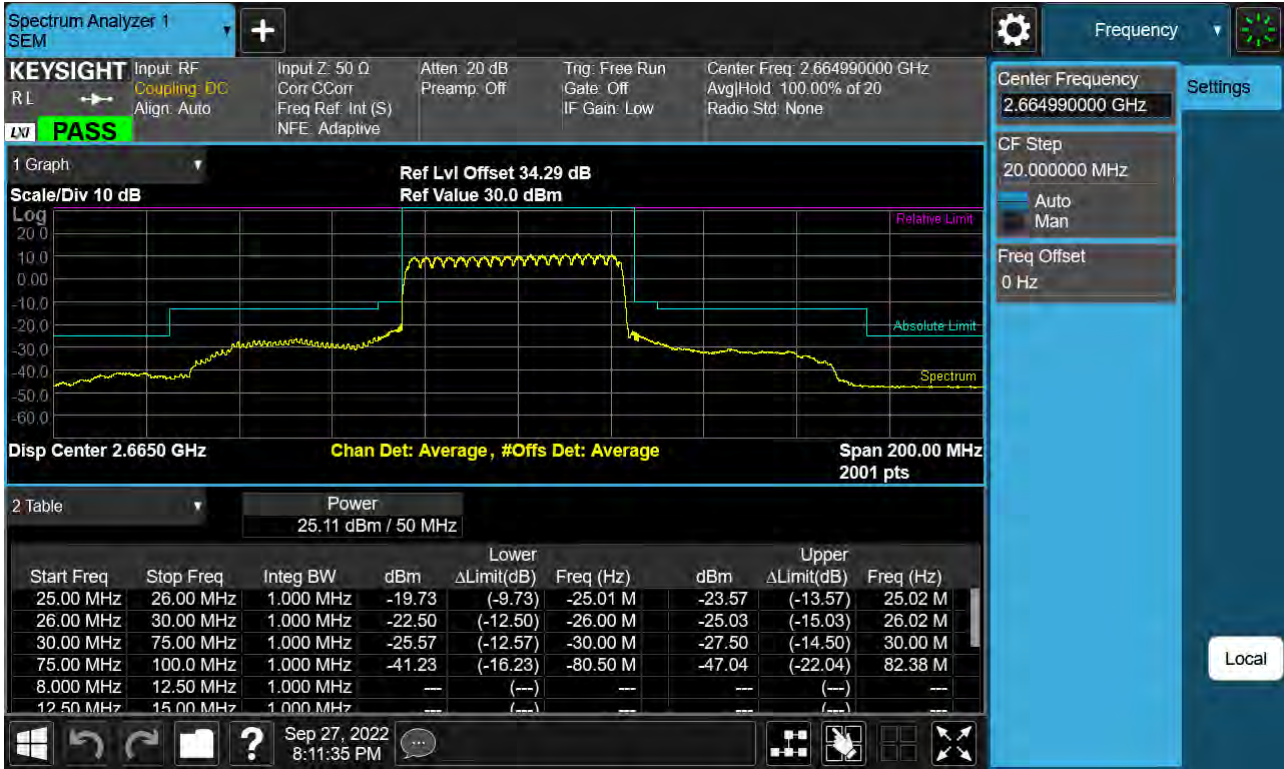 Spectrum Analyzer 1
SEM
+
Frequency
KEYSIGHT
RL
LXI
PASS
Input: RF
Coupling: DC
Align: Auto
Input Z: 50 Ω
Corr CCorr
Freq Ref: Int (S)
NFE: Adaptive
Atten: 20 dB
Preamp: Off
Trig: Free Run
Gate: Off
IF Gain: Low
Center Freq: 2.664990000 GHz
Avg|Hold: 100.00% of 20
Radio Std: None
Center Frequency
2.664990000 GHz
Settings
CF Step
20.000000 MHz
Auto
Man
Freq Offset
0 Hz
Local
1 Graph
Scale/Div 10 dB
Ref Lvl Offset 34.29 dB
Ref Value 30.0 dBm
Log
20.0
10.0
0.00
-10.0
-20.0
-30.0
-40.0
-50.0
-60.0
Relative Limit
Absolute Limit
Spectrum
Disp Center 2.6650 GHz Chan Det: Average , #Offs Det: Average Span 200.00 MHz
2001 pts
2 Table
Power
25.11 dBm / 50 MHz
Lower Upper
Start Freq Stop Freq Integ BW dBm ΔLimit(dB) Freq (Hz) dBm ΔLimit(dB) Freq (Hz)
25.00 MHz 26.00 MHz 1.000 MHz -19.73 (-9.73) -25.01 M -23.57 (-13.57) 25.02 M
26.00 MHz 30.00 MHz 1.000 MHz -22.50 (-12.50) -26.00 M -25.03 (-15.03) 26.02 M
30.00 MHz 75.00 MHz 1.000 MHz -25.57 (-12.57) -30.00 M -27.50 (-14.50) 30.00 M
75.00 MHz 100.0 MHz 1.000 MHz -41.23 (-16.23) -80.50 M -47.04 (-22.04) 82.38 M
8.000 MHz 12.50 MHz 1.000 MHz --- (---) --- --- (---) ---
12.50 MHz 15.00 MHz 1.000 MHz --- (---) --- --- (---) ---
?
Sep 27, 2022
8:11:35 PM